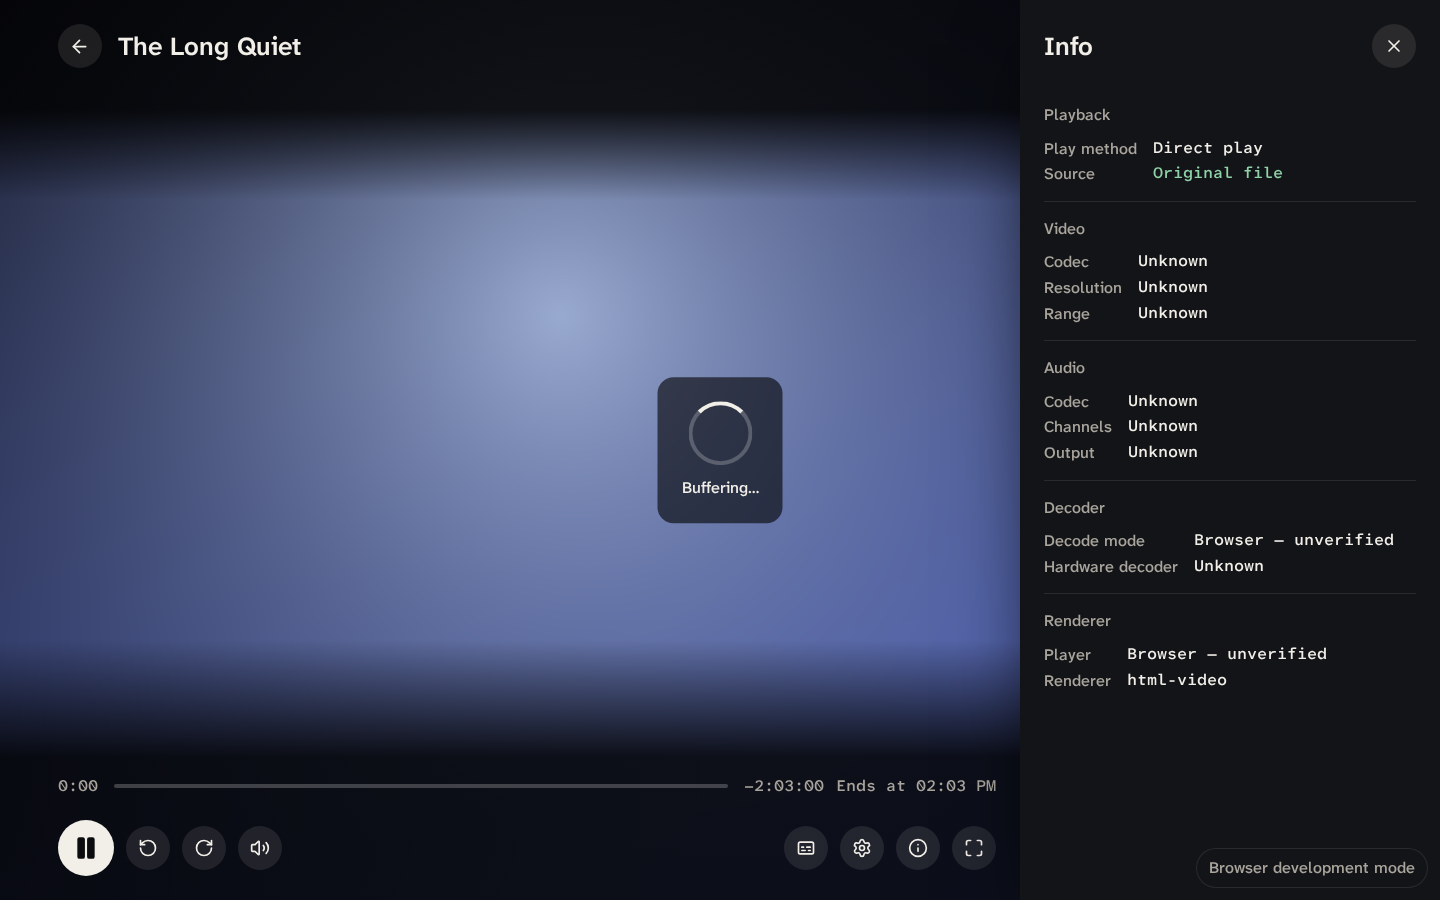 The Long Quiet
Buffering...
0:00
–2:03:00 Ends at 02:03 PM
Info
Playback
Play method Direct play
Source Original file
Video
Codec Unknown
Resolution Unknown
Range Unknown
Audio
Codec Unknown
Channels Unknown
Output Unknown
Decoder
Decode mode Browser — unverified
Hardware decoder Unknown
Renderer
Player Browser — unverified
Renderer html-video
Browser development mode